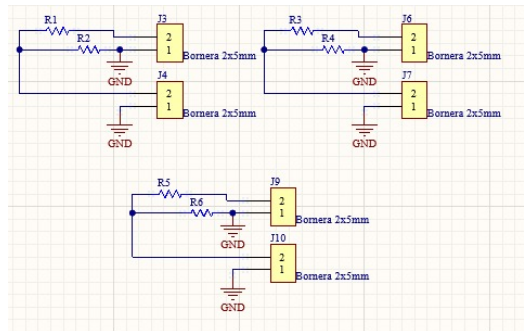 R1
J3
R2
2
1
Bornera 2x5mm
GND
J4
2
1
Bornera 2x5mm
GND
R3
J6
R4
2
1
Bornera 2x5mm
GND
J7
2
1
Bornera 2x5mm
GND
R5
J9
R6
2
1
Bornera 2x5mm
GND
J10
2
1
Bornera 2x5mm
GND